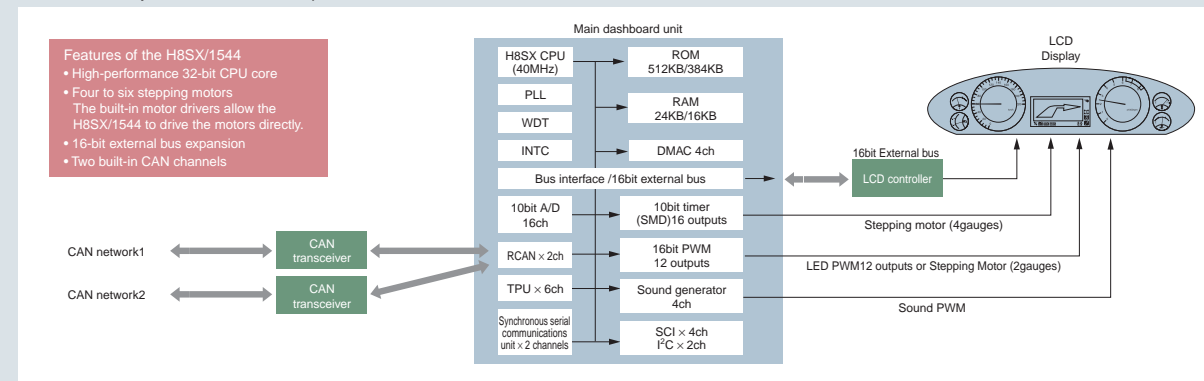 Main dashboard unit
Features of the H8SX/1544
• High-performance 32-bit CPU core
• Four to six stepping motors
The built-in motor drivers allow the
H8SX/1544 to drive the motors directly.
• 16-bit external bus expansion
• Two built-in CAN channels
H8SX CPU
(40MHz)
PLL
WDT
INTC
ROM
512KB/384KB
RAM
24KB/16KB
DMAC 4ch
Bus interface /16bit external bus
10bit A/D
16ch
10bit timer
(SMD)16 outputs
RCAN × 2ch
16bit PWM
12 outputs
TPU × 6ch
Sound generator
4ch
Synchronous serial
communications
unit × 2 channels
SCI × 4ch
I²C × 2ch
CAN network1
CAN
transceiver
CAN network2
CAN
transceiver
LCD
Display
16bit External bus
LCD controller
Stepping motor (4gauges)
LED PWM12 outputs or Stepping Motor (2gauges)
Sound PWM